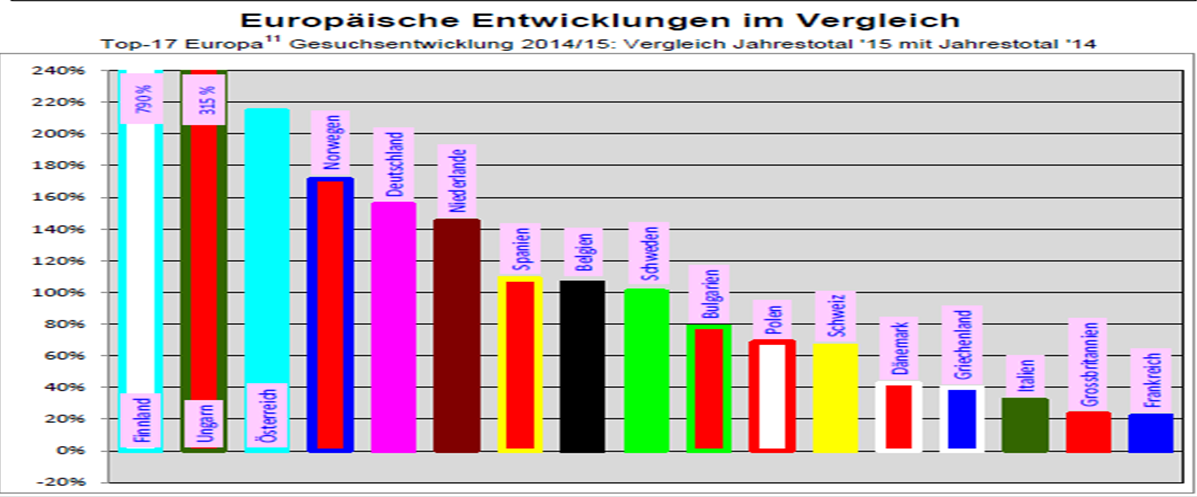 Europäische Entwicklungen im Vergleich
Top-17 Europa¹¹ Gesuchsentwicklung 2014/15: Vergleich Jahrestotal '15 mit Jahrestotal '14
240%
220%
200%
180%
160%
140%
120%
100%
80%
60%
40%
20%
0%
-20%
790%
315 %
Finnland
Ungarn
Österreich
Norwegen
Deutschland
Niederlande
Spanien
Belgien
Schweden
Bulgarien
Polen
Schweiz
Dänemark
Griechenland
Italien
Grossbritannien
Frankreich